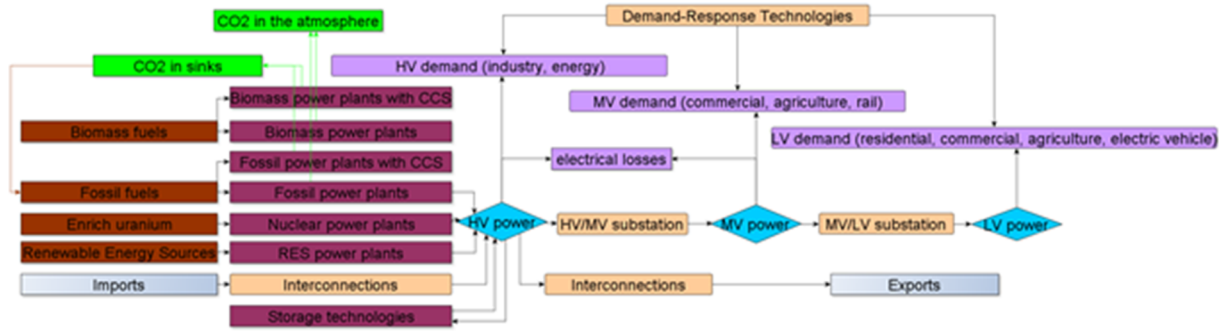 CO2 in the atmosphere
Demand-Response Technologies
CO2 in sinks
HV demand (industry, energy)
Biomass power plants with CCS
MV demand (commercial, agriculture, rail)
Biomass fuels
Biomass power plants
LV demand (residential, commercial, agriculture, electric vehicle)
Fossil power plants with CCS
electrical losses
Fossil fuels
Fossil power plants
Enrich uranium
Nuclear power plants
HV power
HV/MV substation
MV power
MV/LV substation
LV power
Renewable Energy Sources
RES power plants
Imports
Interconnections
Interconnections
Exports
Storage technologies